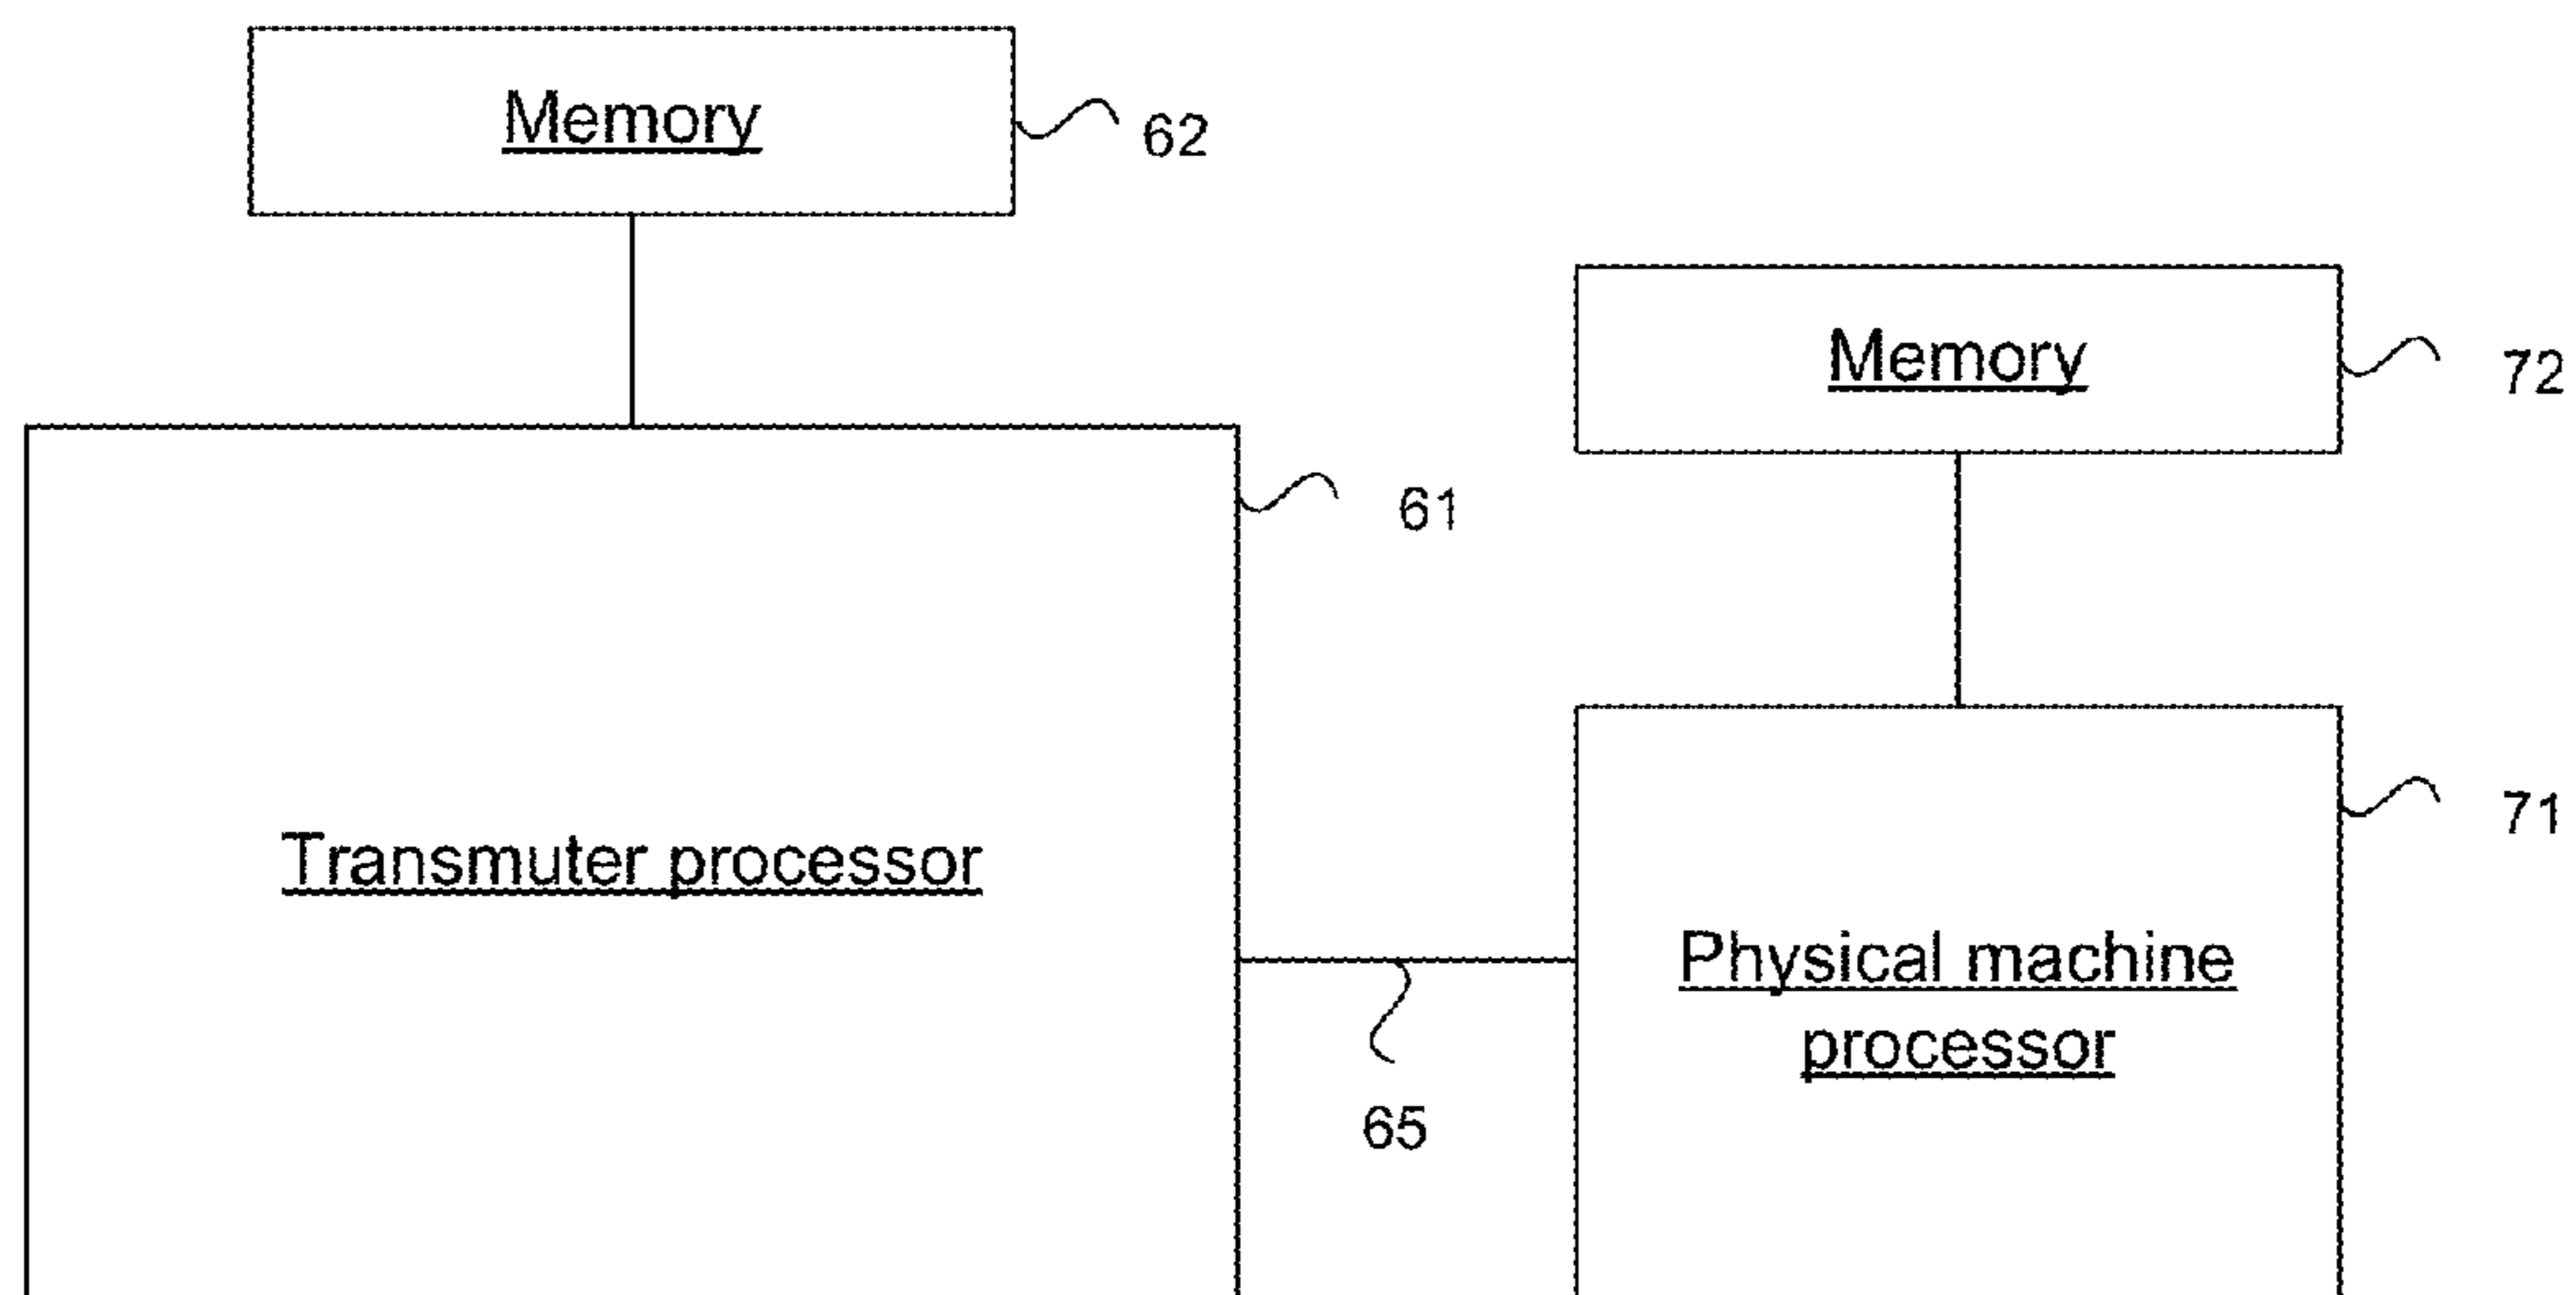 Memory
62
Memory
72
61
Transmuter processor
71
Physical machine
processor
65